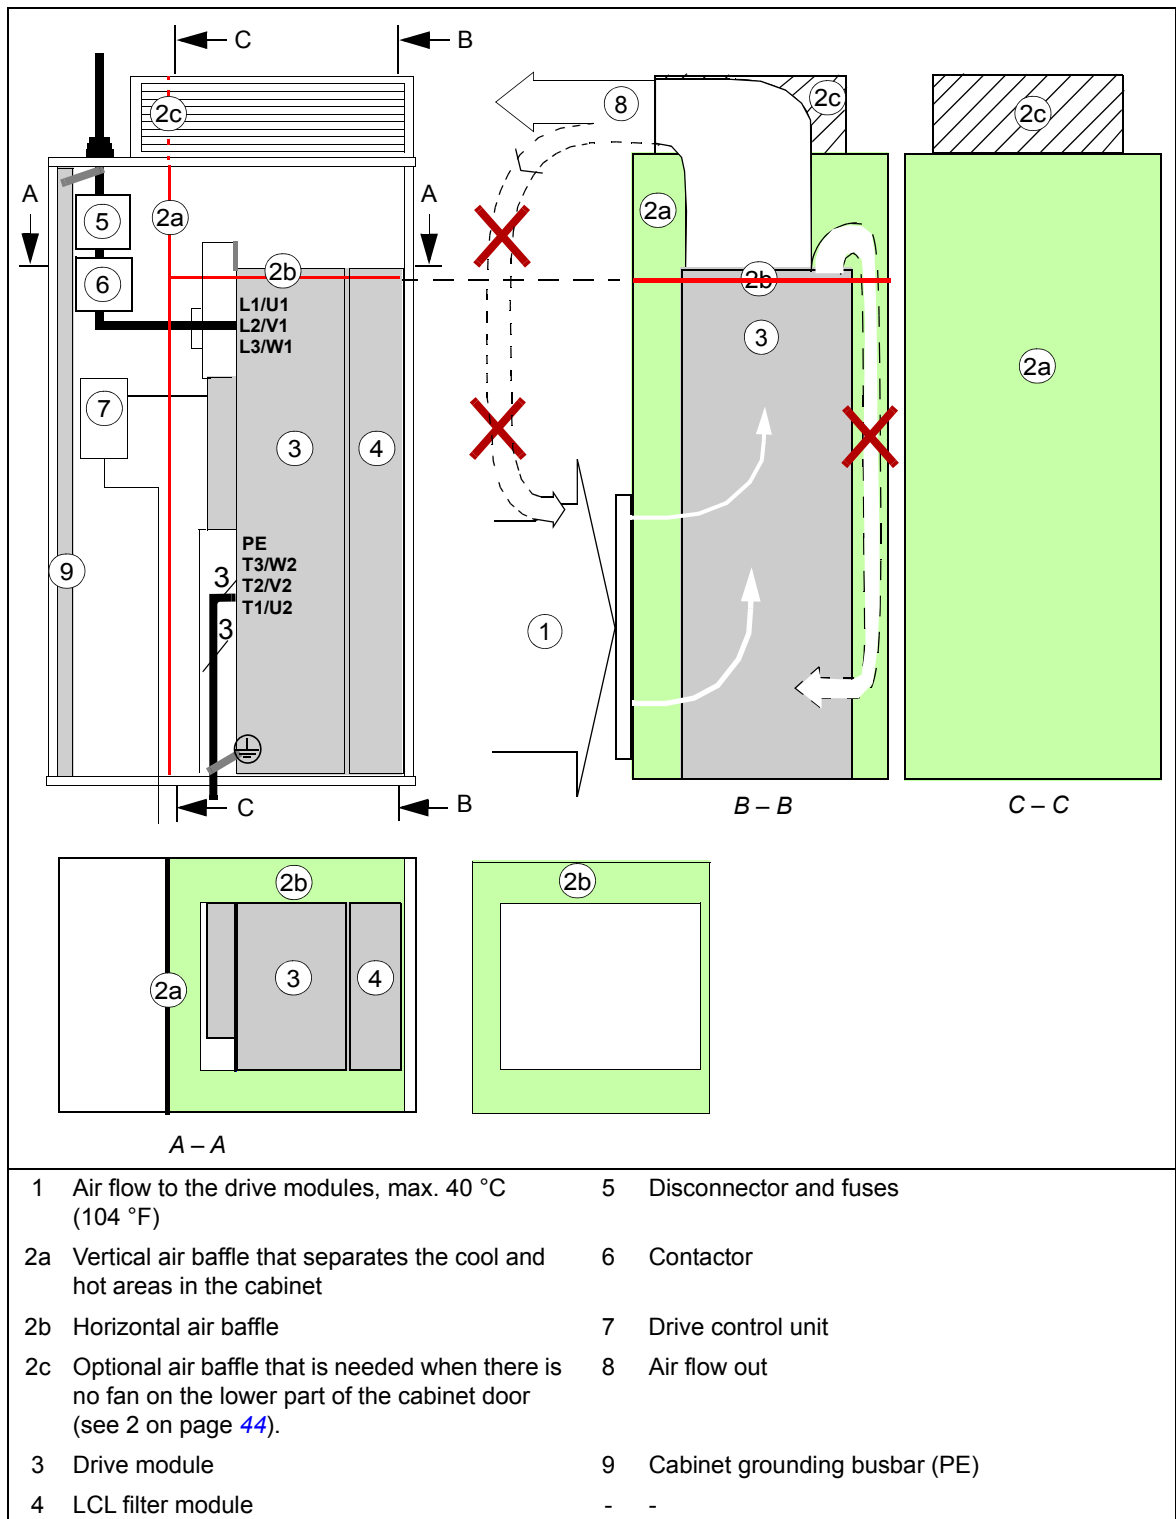 C
B
2c
8
2c
2c
A
A
5
2a
2a
6
2b
2b
L1/U1
L2/V1
L3/W1
3
2a
7
3
4
9
PE
T3/W2
3
T2/V2
T1/U2
3
1
C
B
B – B
C – C
2b
2b
2a
3
4
A – A
1 Air flow to the drive modules, max. 40 °C
(104 °F)
5 Disconnector and fuses
2a Vertical air baffle that separates the cool and
hot areas in the cabinet
6 Contactor
2b Horizontal air baffle
7 Drive control unit
2c Optional air baffle that is needed when there is
no fan on the lower part of the cabinet door
(see 2 on page 44).
8 Air flow out
3 Drive module
9 Cabinet grounding busbar (PE)
4 LCL filter module
- -